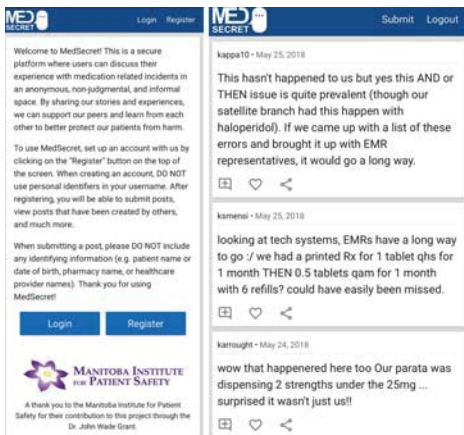 MED
SECRET
Login Register
Welcome to MedSecret! This is a secure
platform where users can discuss their
experience with medication related incidents in
an anonymous, non-judgmental, and informal
space. By sharing our stories and experiences,
we can support our peers and learn from each
other to better protect our patients from harm.
To use MedSecret, set up an account with us by
clicking on the "Register" button on the top of
the screen. When creating an account, DO NOT
use personal identifiers in your username. After
registering, you will be able to submit posts,
view posts that have been created by others,
and much more.
When submitting a post, please DO NOT include
any identifying information (e.g. patient name or
date of birth, pharmacy name, or healthcare
provider names). Thank you for using
MedSecret!
Login Register
MANITOBA INSTITUTE
FOR PATIENT SAFETY
A thank you to the Manitoba Institute for Patient
Safety for their contribution to this project through the
Dr. John Wade Grant.
MED
SECRET
Submit Logout
kappa10 • May 25, 2018
This hasn't happened to us but yes this AND or
THEN issue is quite prevalent (though our
satellite branch had this happen with
haloperidol). If we came up with a list of these
errors and brought it up with EMR
representatives, it would go a long way.
ksmensi • May 25, 2018
looking at tech systems, EMRs have a long way
to go :/ we had a printed Rx for 1 tablet qhs for
1 month THEN 0.5 tablets qam for 1 month
with 6 refills? could have easily been missed.
karrought • May 24, 2018
wow that happenered here too Our parata was
dispensing 2 strengths under the 25mg ...
surprised it wasn't just us!!